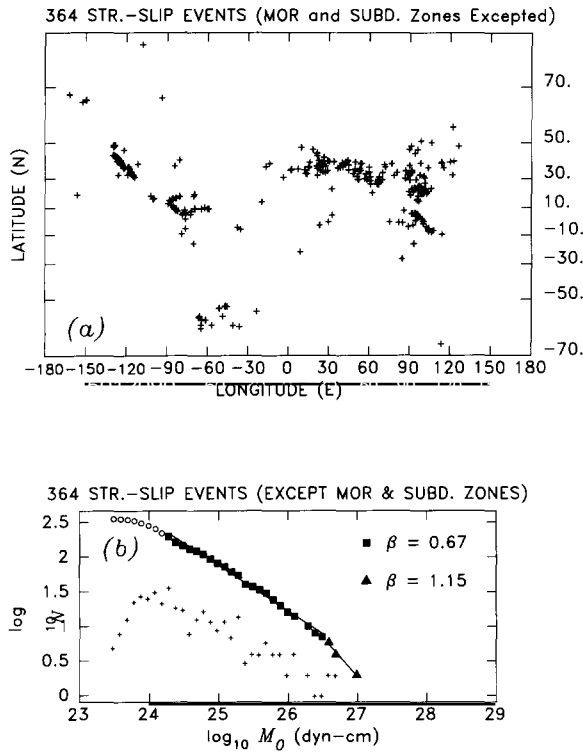 364 STR.-SLIP EVENTS (MOR and SUBD. Zones Excepted)
70.
50.
30.
10.
-10.
-30.
-50.
-70.
LATITUDE (N)
(a)
-180 -150 -120 -90 -60 -30 0 30 60 90 120 150 180
LONGITUDE (E)
364 STR.-SLIP EVENTS (EXCEPT MOR & SUBD. ZONES)
2.5
2
1.5
1
0.5
0
log 10 N
(b)
■ β = 0.67
▲ β = 1.15
23 24 25 26 27 28 29
log10 M0 (dyn-cm)